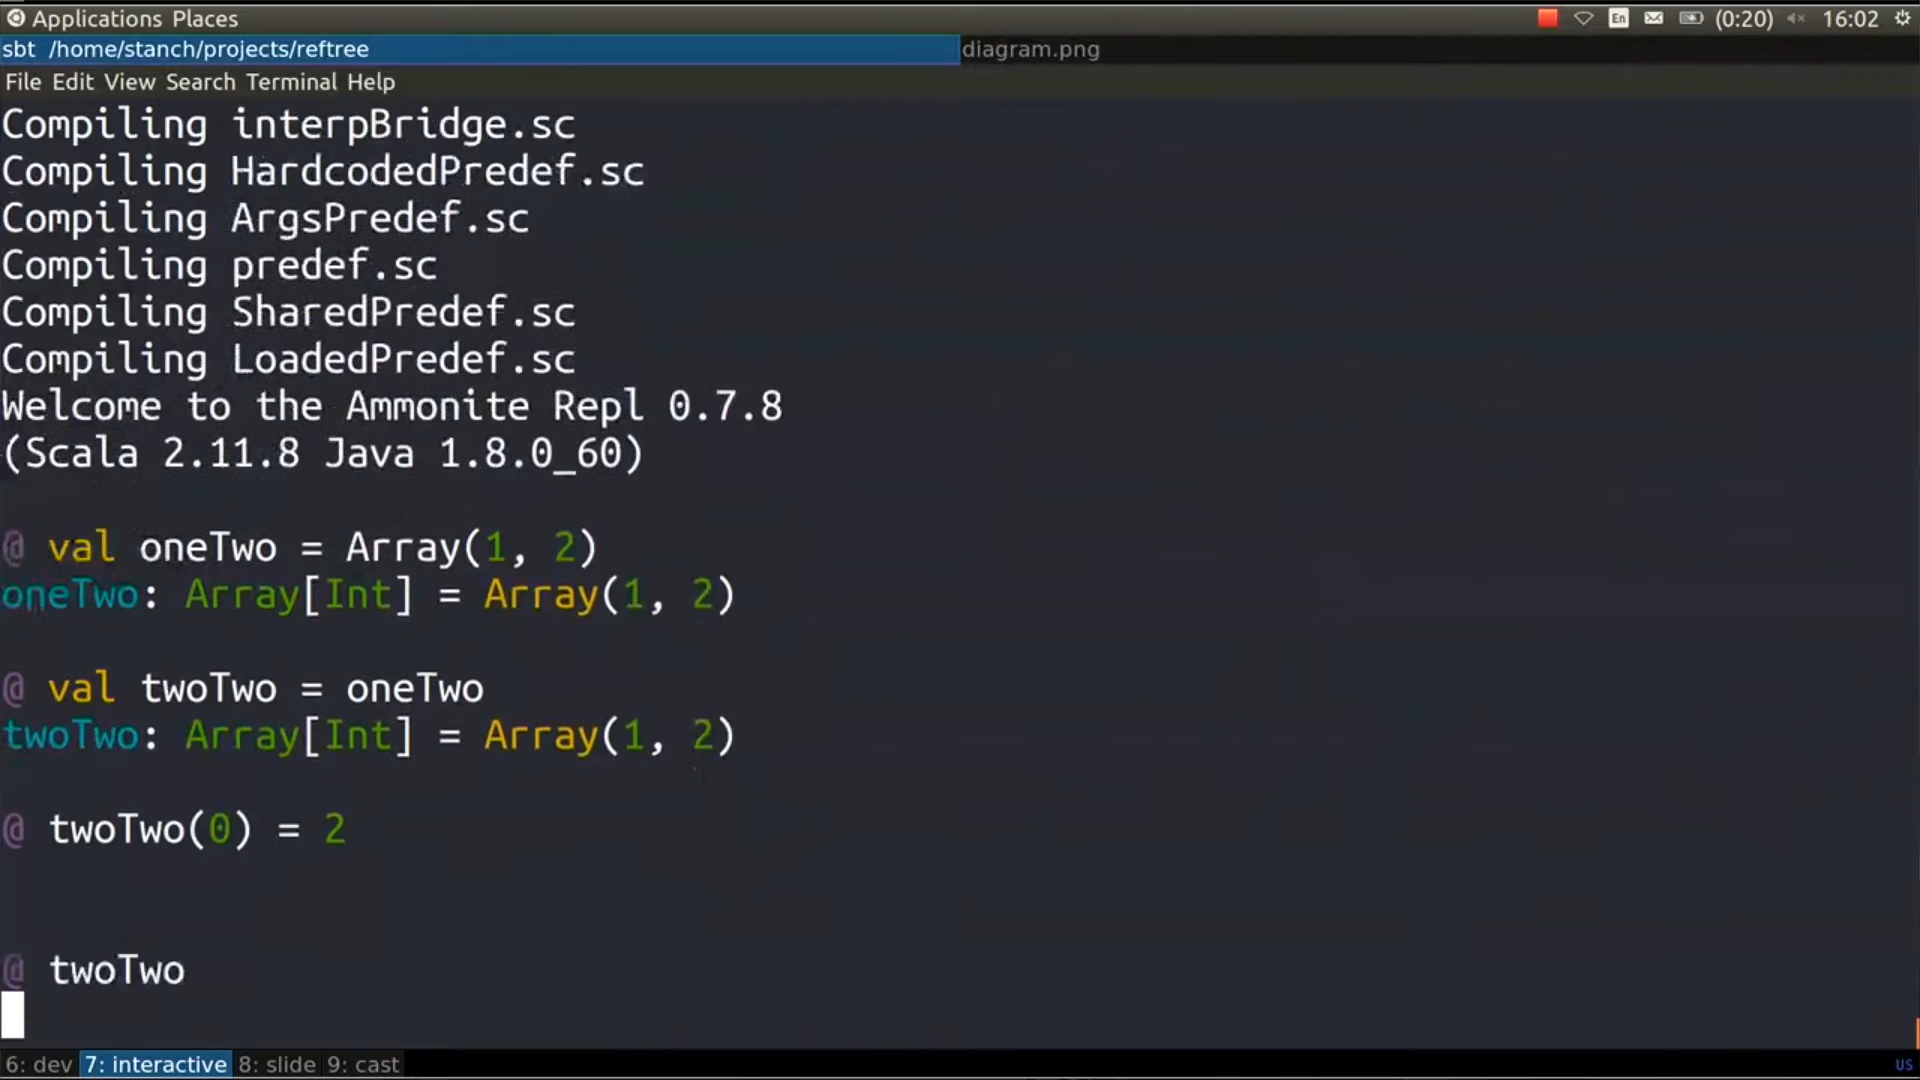 Applications Places
En (0:20) 16:02
sbt /home/stanch/projects/reftree
diagram.png
File Edit View Search Terminal Help
Compiling interpBridge.sc
Compiling HardcodedPredef.sc
Compiling ArgsPredef.sc
Compiling predef.sc
Compiling SharedPredef.sc
Compiling LoadedPredef.sc
Welcome to the Ammonite Repl 0.7.8
(Scala 2.11.8 Java 1.8.0_60)
@ val oneTwo = Array(1, 2)
oneTwo: Array[Int] = Array(1, 2)
@ val twoTwo = oneTwo
twoTwo: Array[Int] = Array(1, 2)
@ twoTwo(0) = 2
@ twoTwo
6: dev 7: interactive 8: slide 9: cast
US